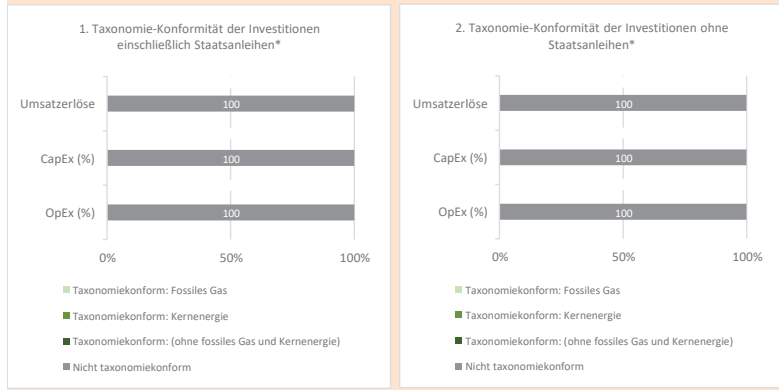 1. Taxonomie-Konformität der Investitionen
einschließlich Staatsanleihen*
Umsatzerlöse
100
CapEx (%)
100
OpEx (%)
100
0%
50%
100%
Taxonomiekonform: Fossiles Gas
Taxonomiekonform: Kernenergie
Taxonomiekonform: (ohne fossiles Gas und Kernenergie)
Nicht taxonomiekonform
2. Taxonomie-Konformität der Investitionen ohne
Staatsanleihen*
Umsatzerlöse
100
CapEx (%)
100
OpEx (%)
100
0%
50%
100%
Taxonomiekonform: Fossiles Gas
Taxonomiekonform: Kernenergie
Taxonomiekonform: (ohne fossiles Gas und Kernenergie)
Nicht taxonomiekonform